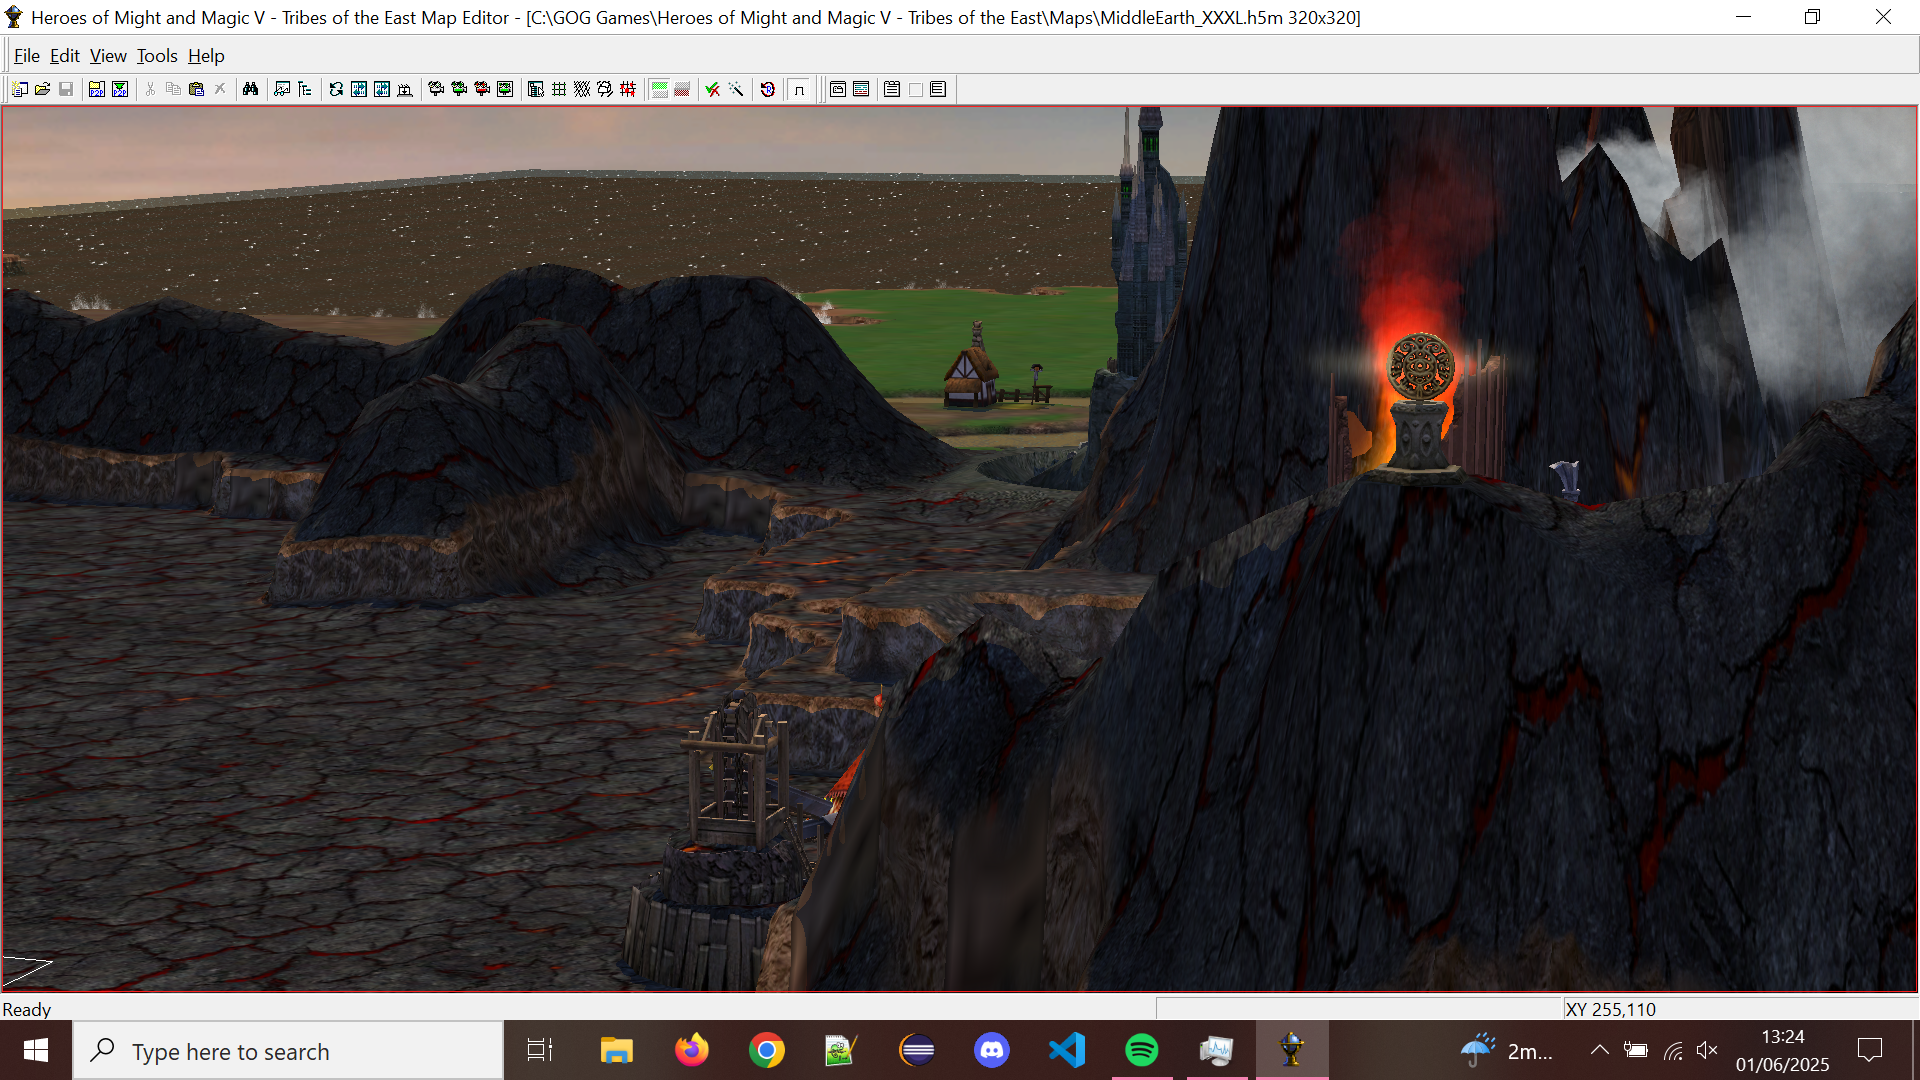 Heroes of Might and Magic V - Tribes of the East Map Editor - [C:\GOG Games\Heroes of Might and Magic V - Tribes of the East\Maps\MiddleEarth_XXXL.h5m 320x320]
File Edit View Tools Help
P2P P2P
Ready
XY 255,110
Type here to search
2m...
13:24
01/06/2025